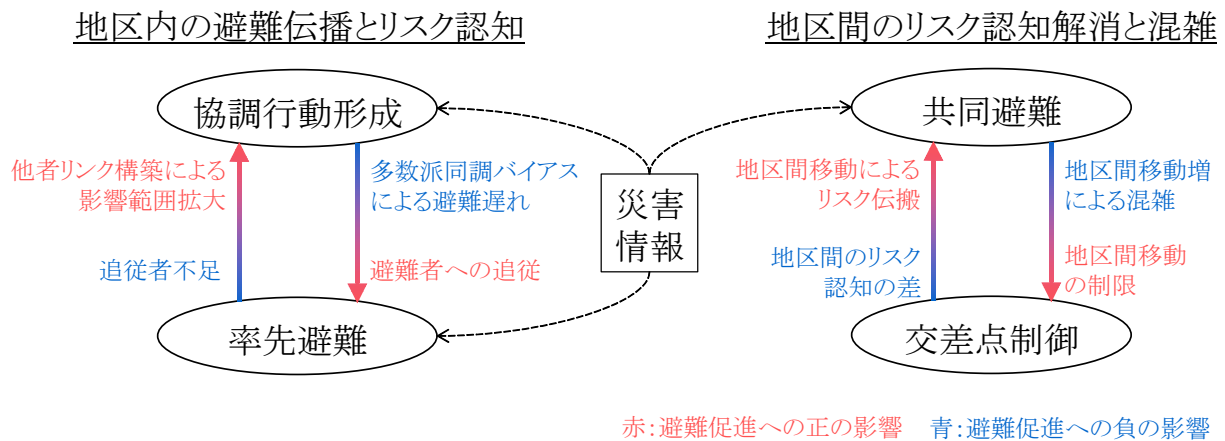 地区内の避難伝播とリスク認知
協調行動形成
他者リンク構築による
影響範囲拡大
追従者不足
多数派同調バイアス
による避難遅れ
避難者への追従
率先避難
災害
情報
地区間のリスク認知解消と混雑
共同避難
地区間移動による
リスク伝搬
地区間のリスク
認知の差
地区間移動増
による混雑
地区間移動
の制限
交差点制御
赤:避難促進への正の影響 青:避難促進への負の影響